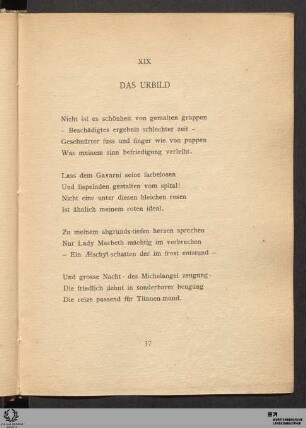 XIX
DAS URBILD
Nicht ist es schönheit von gestalten gruppen
– Beschädigtes ergebnis schlechter zeit –
Geschnürter fuss und finger wie von puppen
Was meinem sinn befriedigung verleiht.
Lass dem Gavarni seine farbelosen
Und lispelnden gestalten vom spital!
Nicht eine unter diesen bleichen rosen
Ist ähnlich meinem roten ideal.
Zu meinem abgrunds-tiefen herzen sprechen
Nur Lady Macbeth mächtig im verbrechen
– Ein Æschyl-schatten der im frost entstund –
Und grosse Nacht · des Michelangel zeugung ·
Die friedlich dehnt in sonderbarer beugung
Die reize passend für Titanen-mund.
37